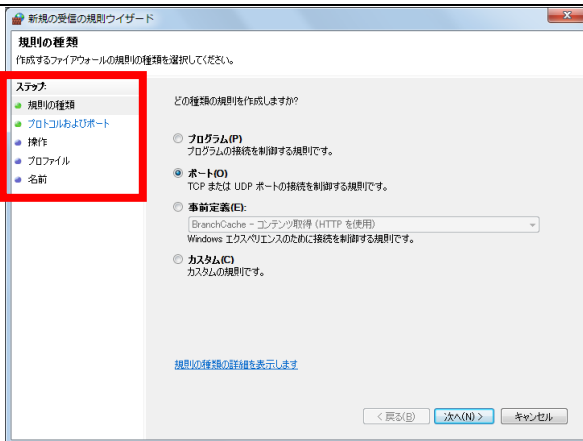 新規の受信の規則ウィザード
規則の種類
作成するファイアウォールの規則の種類を選択してください。
ステップ:
規則の種類
プロトコルおよびポート
操作
プロファイル
名前
どの種類の規則を作成しますか?
プログラム(P)
プログラムの接続を制御する規則です。
ポート(O)
TCP または UDP ポートの接続を制御する規則です。
事前定義(E):
BranchCache - コンテンツ取得 (HTTP を使用)
Windows エクスペリエンスのために接続を制御する規則です。
カスタム(C)
カスタムの規則です。
規則の種類の詳細を表示します
< 戻る(B)
次へ(N) >
キャンセル